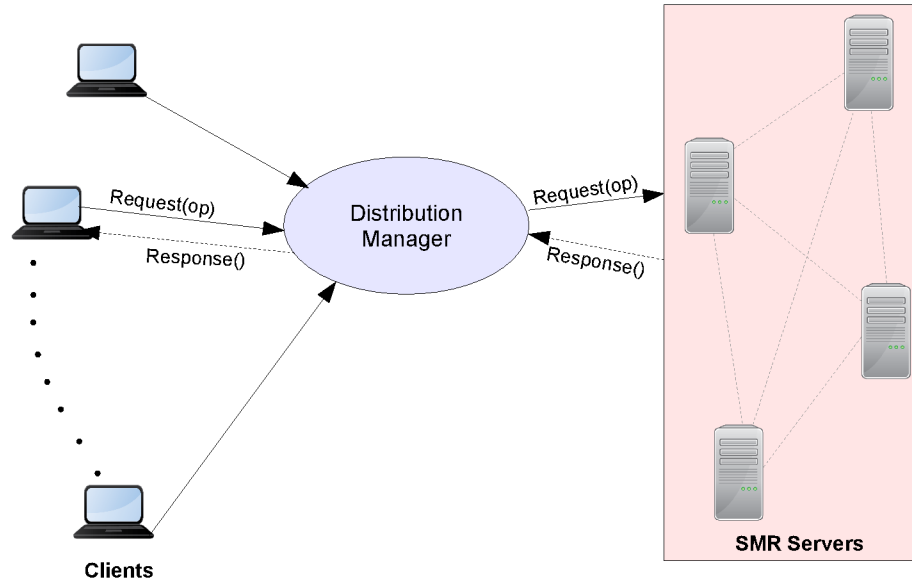 Request(op)
Response()
Distribution
Manager
Request(op)
Response()
SMR Servers
Clients